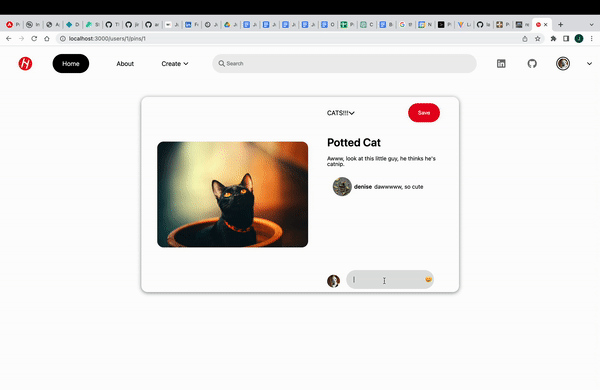 localhost:3000/users/1/pins/1
Home
About
Create
Search
CATS!!!
Save
Potted Cat
Awww, look at this little guy, he thinks he's
catnip.
denise dawwwww, so cute